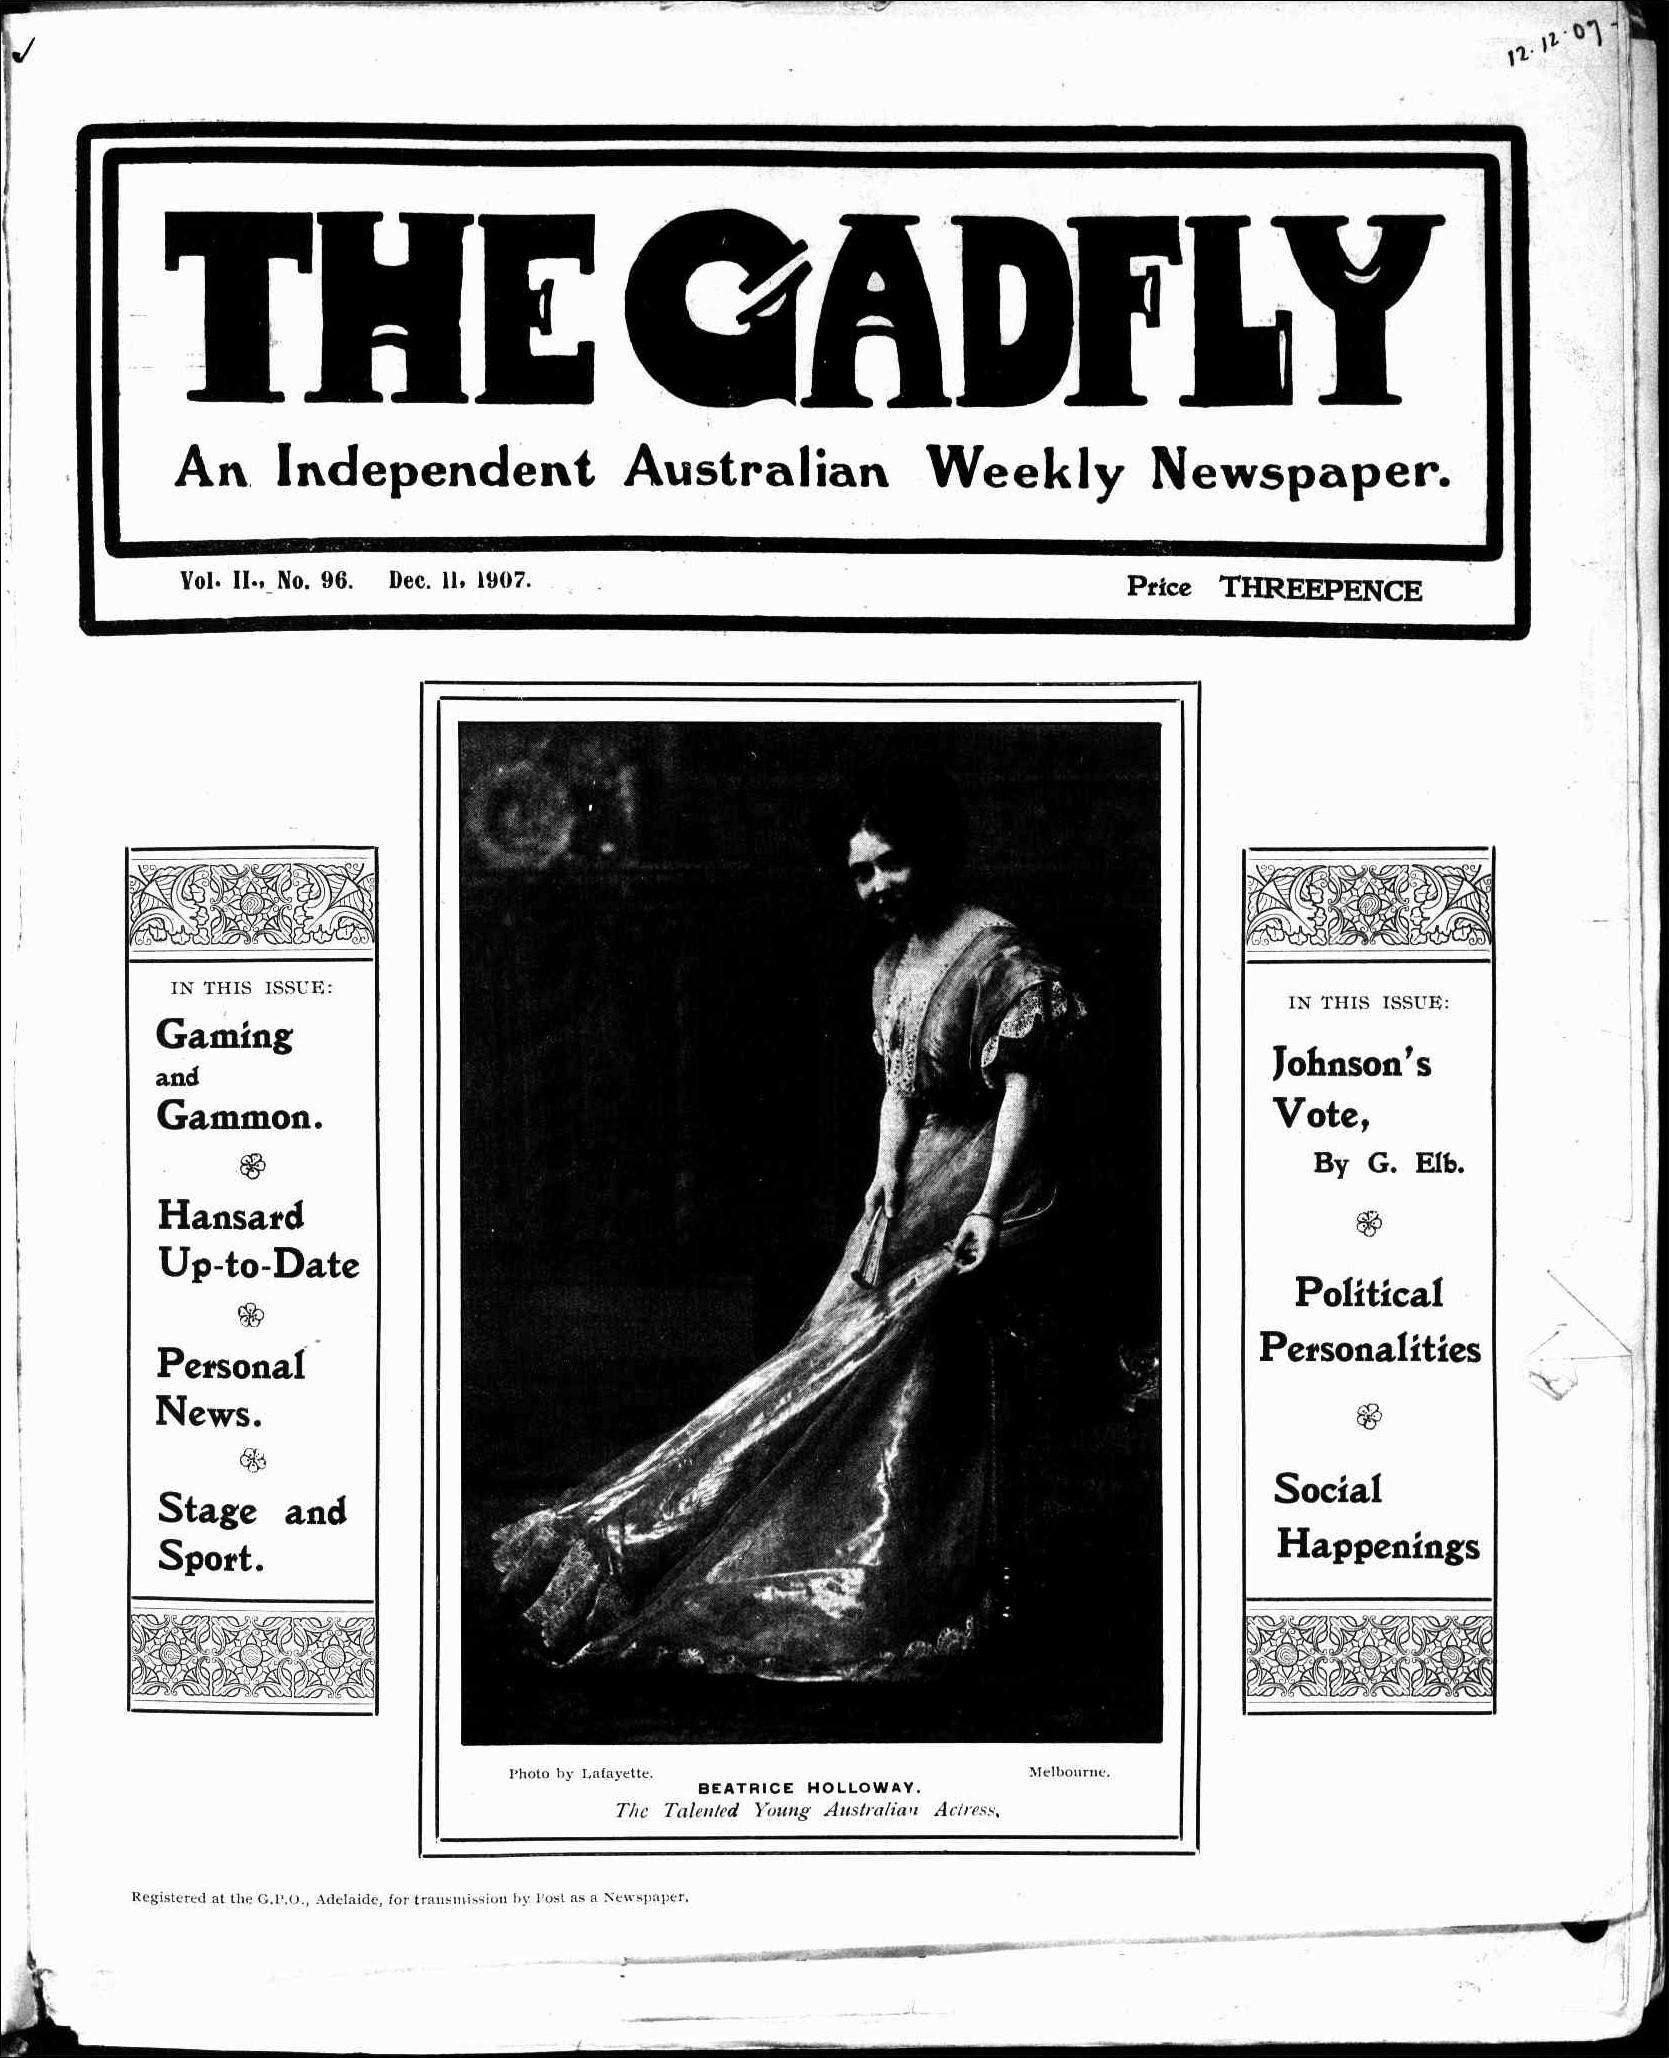 12.12.07
THE GADFLY
An Independent Australian Weekly Newspaper.
Vol. II., No. 96. Dec. 11, 1907.
Price THREEPENCE
IN THIS ISSUE:
Gaming
and
Gammon.
Hansard
Up-to-Date
Personal
News.
Stage and
Sport.
IN THIS ISSUE:
Johnson's
Vote,
By G. Elb.
Political
Personalities
Social
Happenings
Photo by Lafayette. Melbourne.
BEATRICE HOLLOWAY.
The Talented Young Australian Actress,
Registered at the G.P.O., Adelaide, for transmission by Post as a Newspaper.